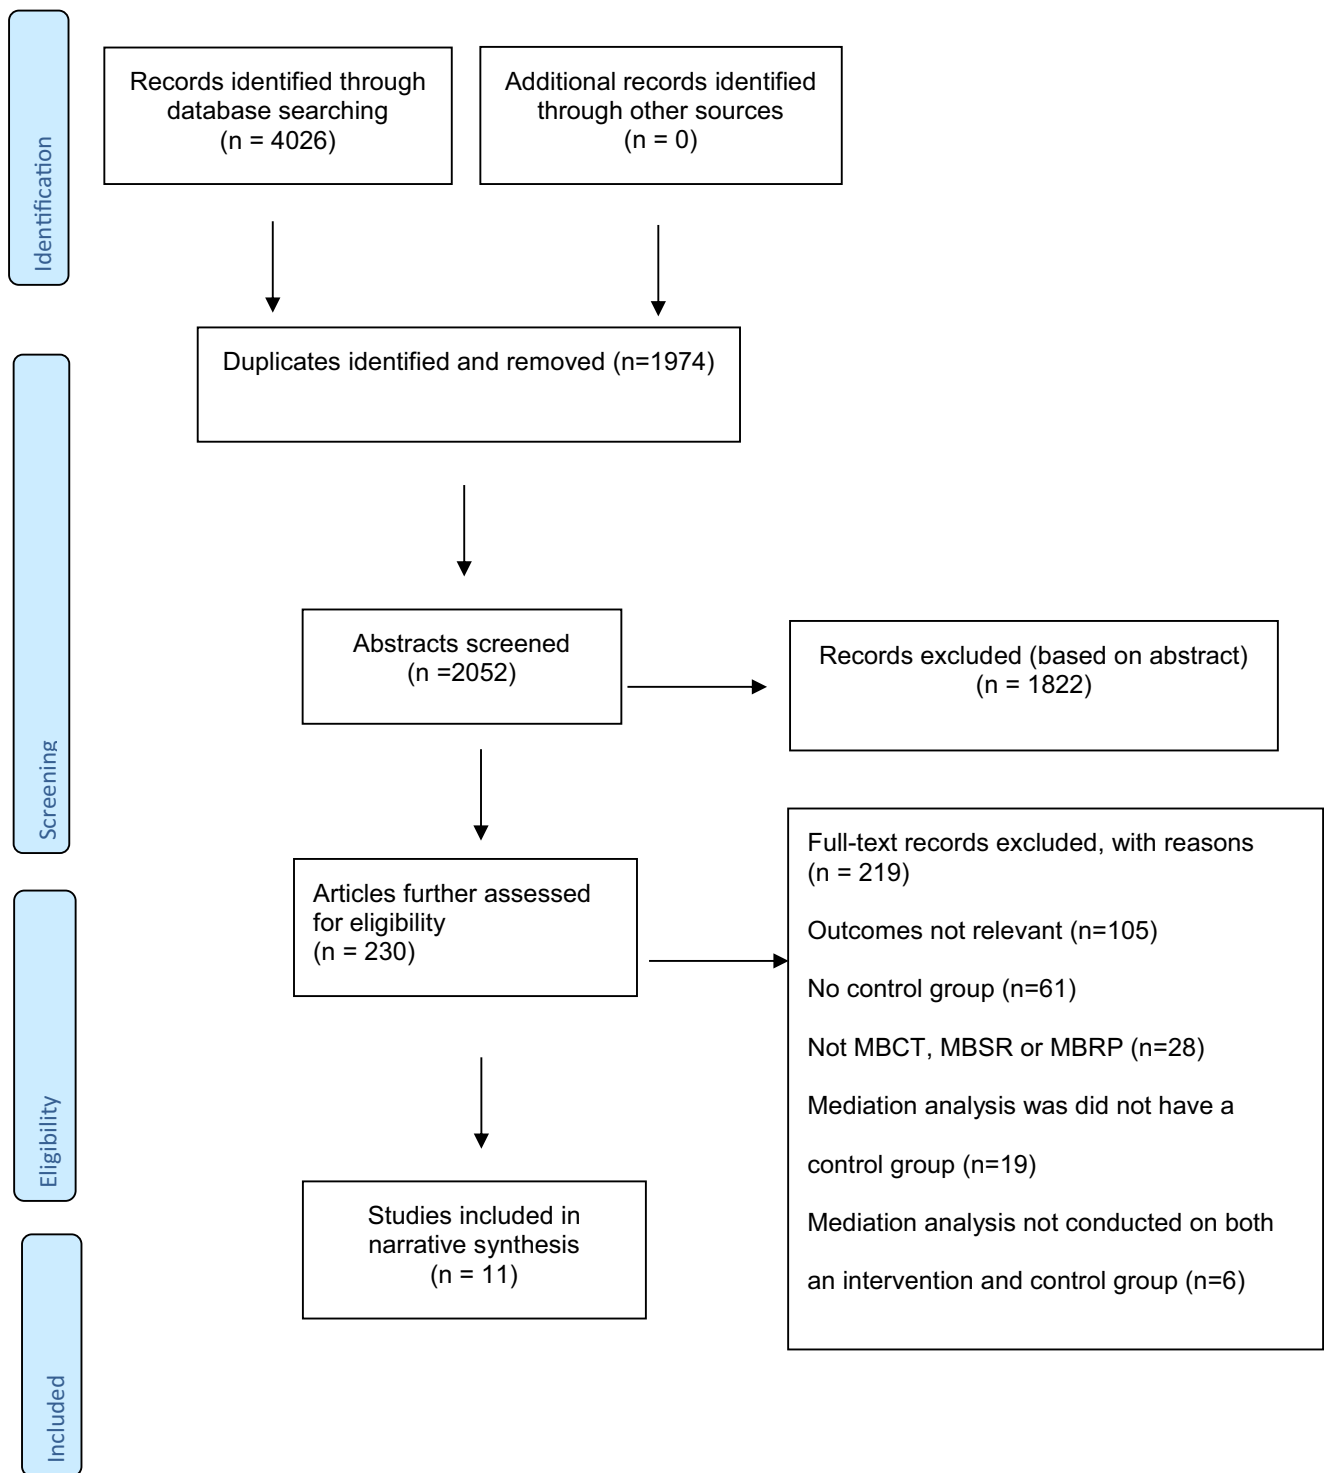 Identification
Records identified through
database searching
(n = 4026)
Additional records identified
through other sources
(n = 0)
Duplicates identified and removed (n=1974)
Screening
Abstracts screened
(n =2052)
Records excluded (based on abstract)
(n = 1822)
Articles further assessed
for eligibility
(n = 230)
Full-text records excluded, with reasons
(n = 219)
Outcomes not relevant (n=105)
No control group (n=61)
Not MBCT, MBSR or MBRP (n=28)
Mediation analysis was did not have a
control group (n=19)
Mediation analysis not conducted on both
an intervention and control group (n=6)
Eligibility
Studies included in
narrative synthesis
(n = 11)
Included